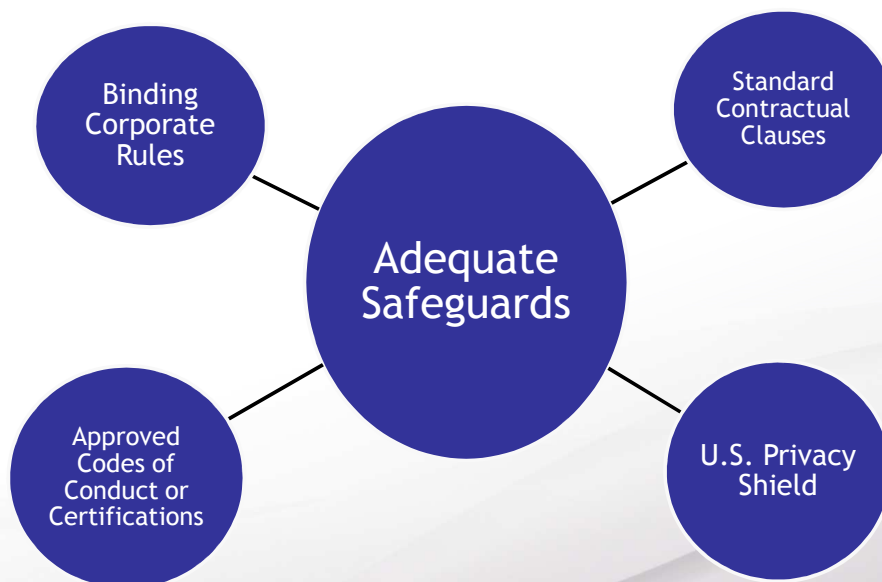 Binding
Corporate
Rules
Standard
Contractual
Clauses
Adequate
Safeguards
Approved
Codes of
Conduct or
Certifications
U.S. Privacy
Shield